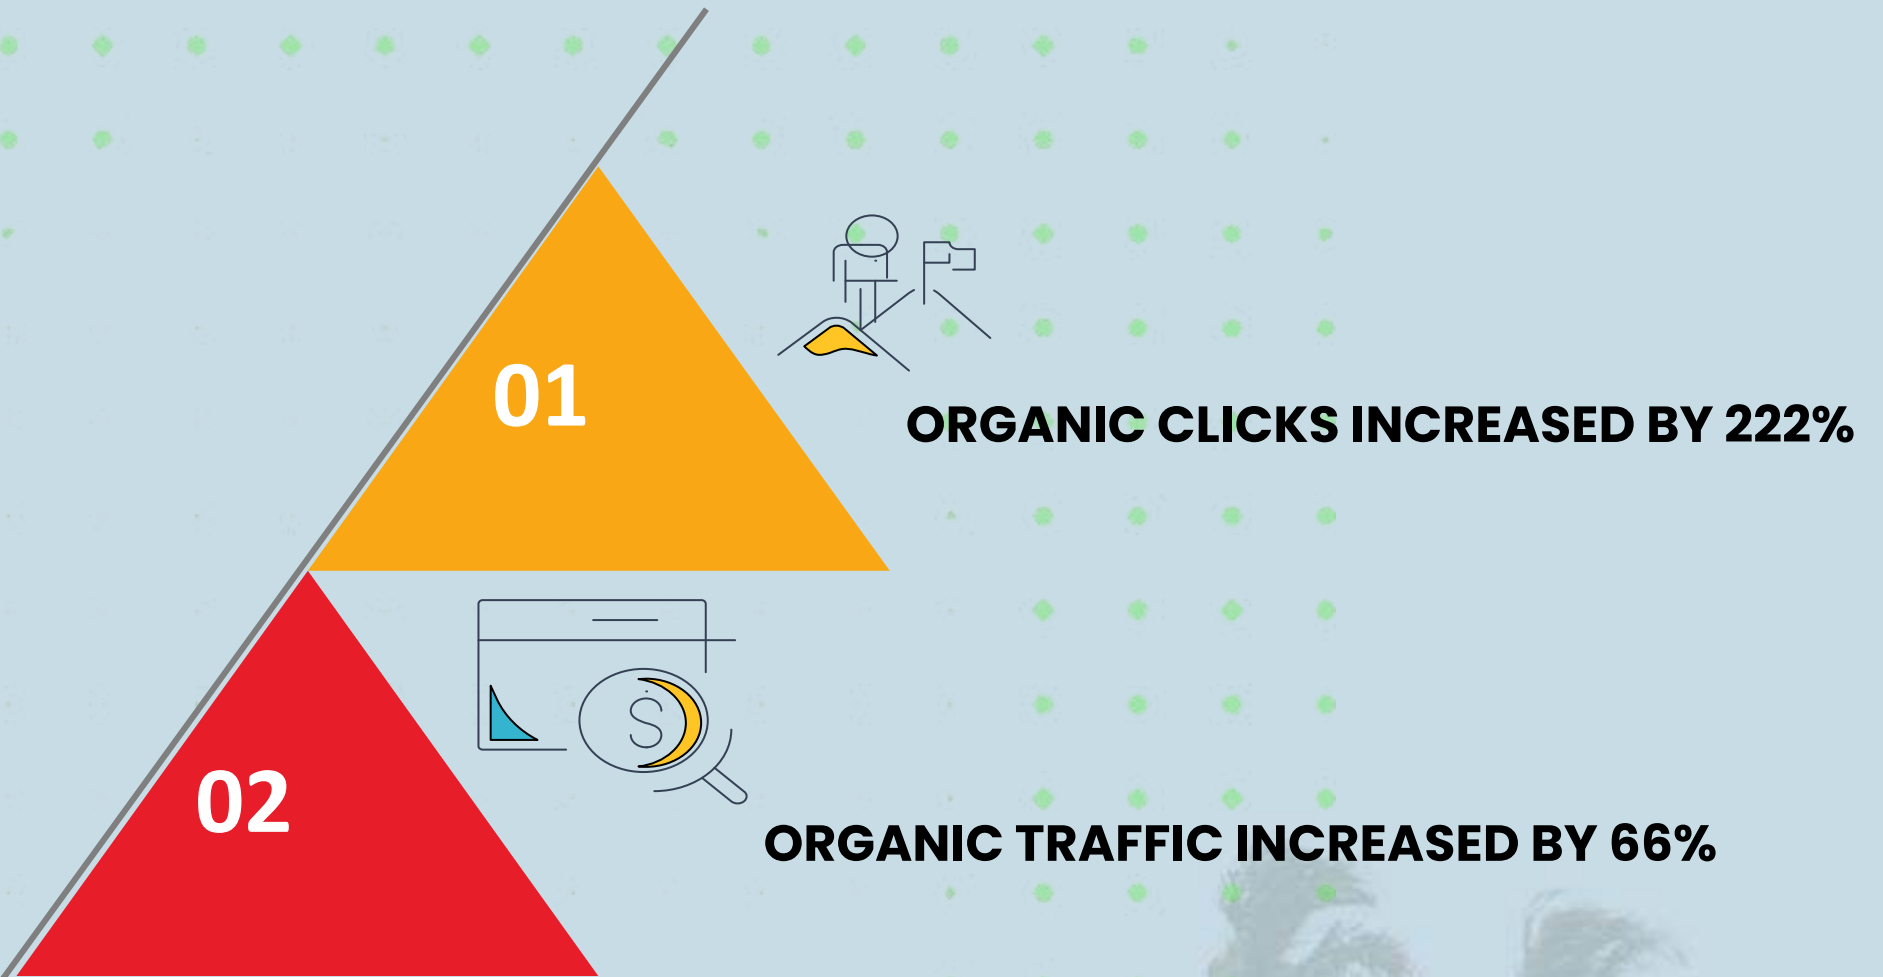 01
ORGANIC CLICKS INCREASED BY 222%
$
02
ORGANIC TRAFFIC INCREASED BY 66%